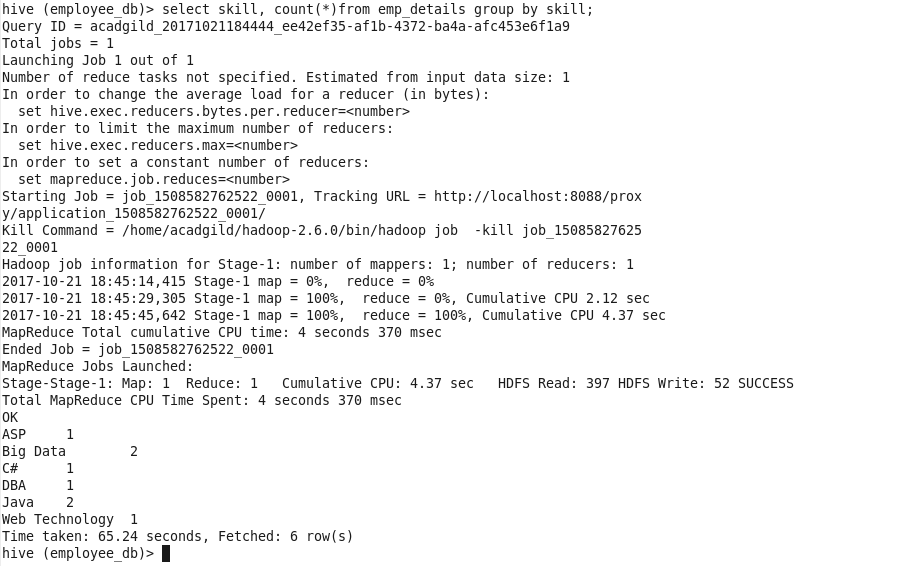 hive (employee_db)> select skill, count(*)from emp_details group by skill;
Query ID = acadgild_20171021184444_ee42ef35-af1b-4372-ba4a-afc453e6f1a9
Total jobs = 1
Launching Job 1 out of 1
Number of reduce tasks not specified. Estimated from input data size: 1
In order to change the average load for a reducer (in bytes):
  set hive.exec.reducers.bytes.per.reducer=<number>
In order to limit the maximum number of reducers:
  set hive.exec.reducers.max=<number>
In order to set a constant number of reducers:
  set mapreduce.job.reduces=<number>
Starting Job = job_1508582762522_0001, Tracking URL = http://localhost:8088/prox
y/application_1508582762522_0001/
Kill Command = /home/acadgild/hadoop-2.6.0/bin/hadoop job  -kill job_15085827625
22_0001
Hadoop job information for Stage-1: number of mappers: 1; number of reducers: 1
2017-10-21 18:45:14,415 Stage-1 map = 0%,  reduce = 0%
2017-10-21 18:45:29,305 Stage-1 map = 100%,  reduce = 0%, Cumulative CPU 2.12 sec
2017-10-21 18:45:45,642 Stage-1 map = 100%,  reduce = 100%, Cumulative CPU 4.37 sec
MapReduce Total cumulative CPU time: 4 seconds 370 msec
Ended Job = job_1508582762522_0001
MapReduce Jobs Launched:
Stage-Stage-1: Map: 1  Reduce: 1   Cumulative CPU: 4.37 sec   HDFS Read: 397 HDFS Write: 52 SUCCESS
Total MapReduce CPU Time Spent: 4 seconds 370 msec
OK
ASP     1
Big Data        2
C#      1
DBA     1
Java    2
Web Technology  1
Time taken: 65.24 seconds, Fetched: 6 row(s)
hive (employee_db)>